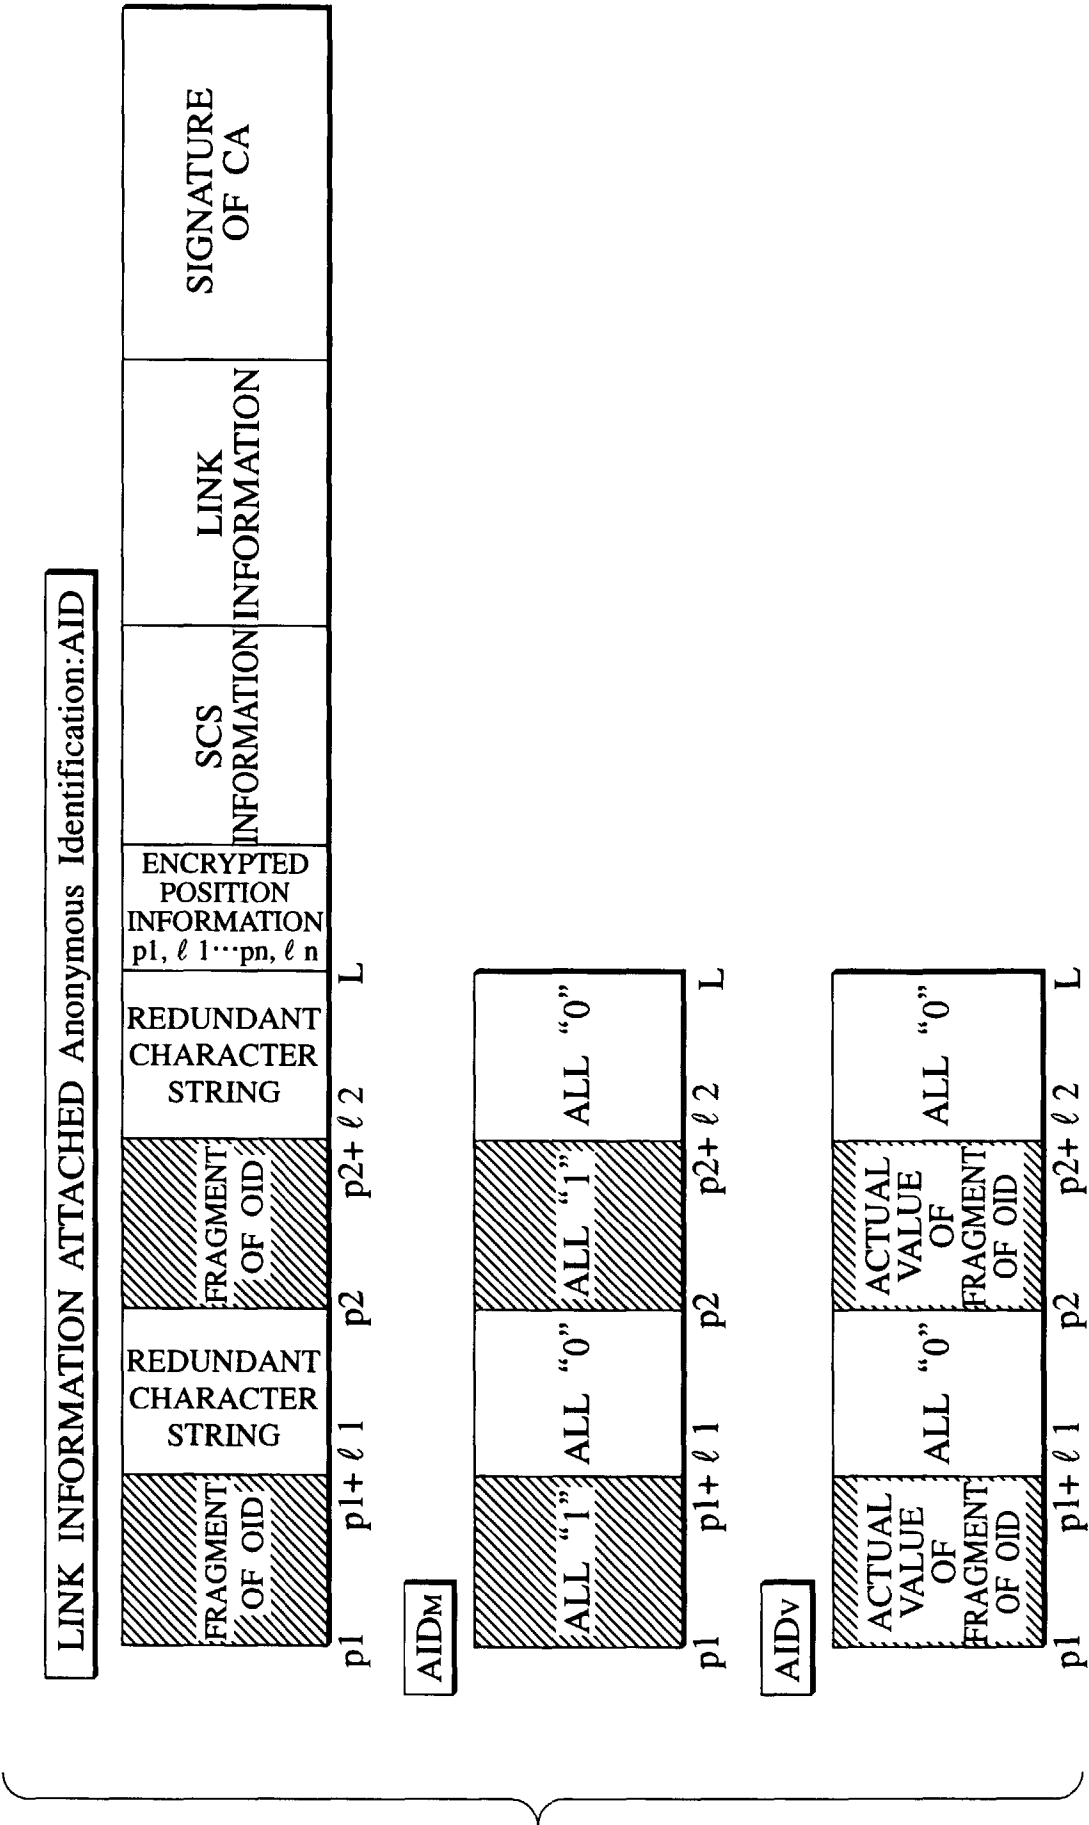 LINK INFORMATION ATTACHED Anonymous Identification:AID
FRAGMENT
OF OID
REDUNDANT
CHARACTER
STRING
FRAGMENT
OF OID
REDUNDANT
CHARACTER
STRING
ENCRYPTED
POSITION
INFORMATION
p1, ℓ 1···pn, ℓ n
SCS
INFORMATION
LINK
INFORMATION
SIGNATURE
OF CA
p1 p1+ ℓ 1 p2 p2+ ℓ 2 L
AIDM
ALL “1” ALL “0” ALL “1” ALL “0”
p1 p1+ ℓ 1 p2 p2+ ℓ 2 L
AIDV
ACTUAL
VALUE
OF
FRAGMENT
OF OID
ALL “0”
ACTUAL
VALUE
OF
FRAGMENT
OF OID
ALL “0”
p1 p1+ ℓ 1 p2 p2+ ℓ 2 L